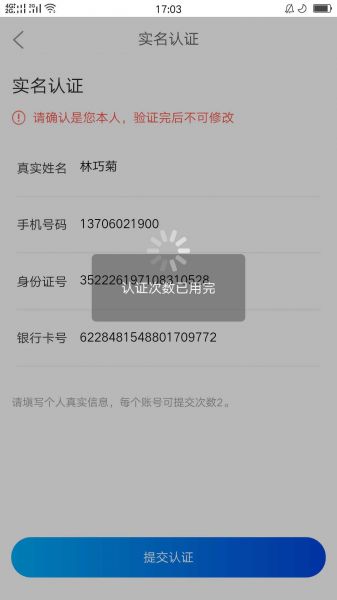 17:03
实名认证
实名认证
请确认是您本人，验证完后不可修改
真实姓名 林巧菊
手机号码 13706021900
身份证号 352226197108310528
认证次数已用完
银行卡号 6228481548801709772
请填写个人真实信息，每个账号可提交次数2。
提交认证